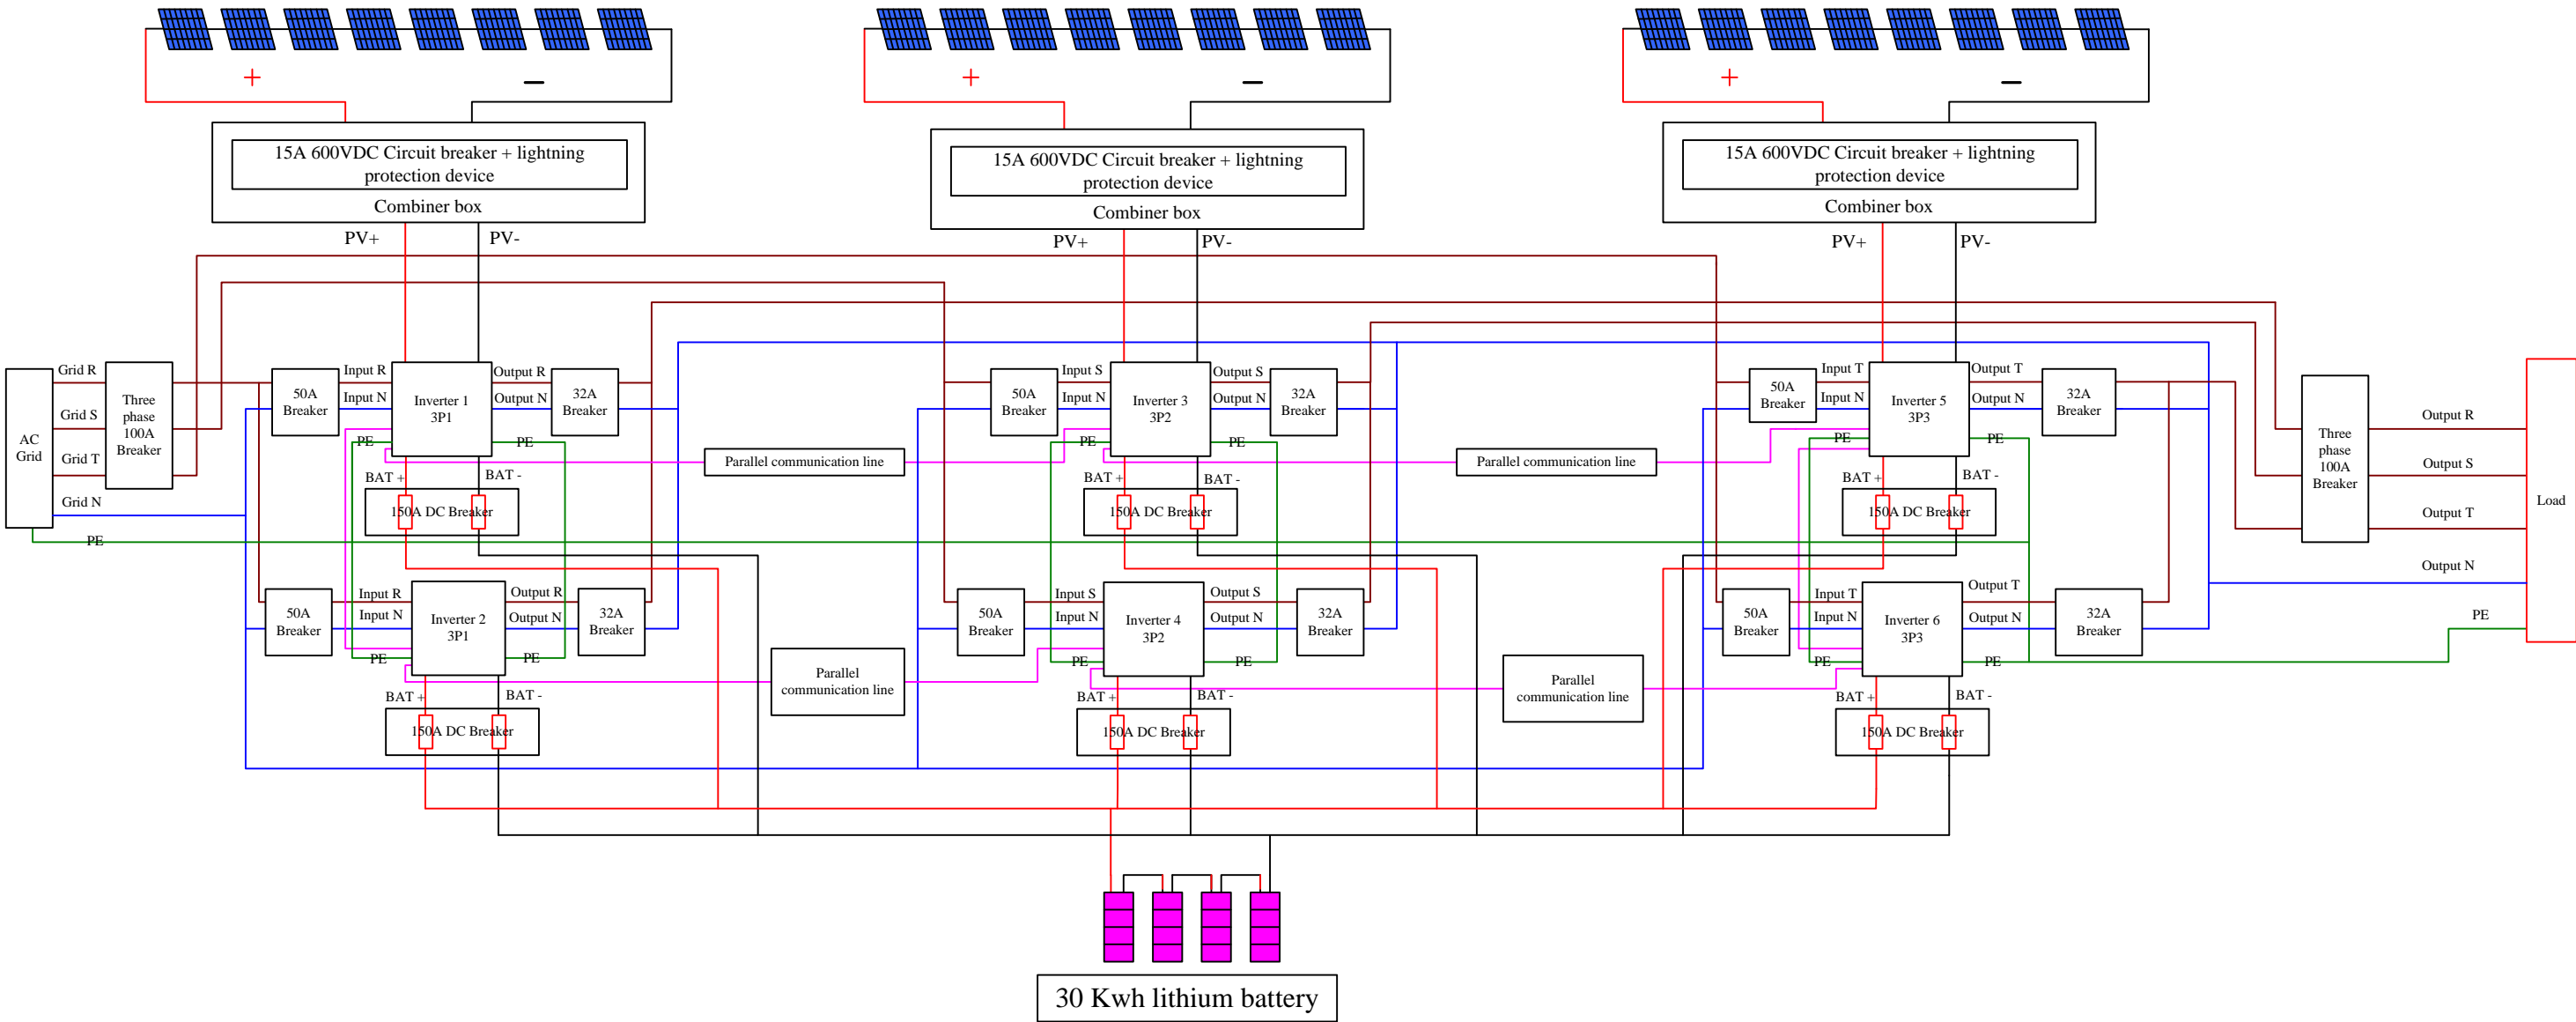 +
−
+
−
+
−
15A 600VDC Circuit breaker + lightning
protection device
Combiner box
15A 600VDC Circuit breaker + lightning
protection device
Combiner box
15A 600VDC Circuit breaker + lightning
protection device
Combiner box
PV+
PV-
PV+
PV-
PV+
PV-
AC
Grid
Grid R
Grid S
Grid T
Grid N
PE
Three
phase
100A
Breaker
50A
Breaker
Input R
Input N
PE
Inverter 1
3P1
Output R
Output N
PE
32A
Breaker
BAT +
BAT -
150A DC Breaker
Parallel communication line
50A
Breaker
Input S
Input N
PE
Inverter 3
3P2
Output S
Output N
PE
32A
Breaker
BAT +
BAT -
150A DC Breaker
Parallel communication line
50A
Breaker
Input T
Input N
PE
Inverter 5
3P3
Output T
Output N
PE
32A
Breaker
BAT +
BAT -
150A DC Breaker
Three
phase
100A
Breaker
Output R
Output S
Output T
Output N
PE
Load
50A
Breaker
Input R
Input N
PE
Inverter 2
3P1
Output R
Output N
PE
32A
Breaker
BAT +
BAT -
150A DC Breaker
Parallel
communication line
50A
Breaker
Input S
Input N
PE
Inverter 4
3P2
Output S
Output N
PE
32A
Breaker
BAT +
BAT -
150A DC Breaker
Parallel
communication line
50A
Breaker
Input T
Input N
PE
Inverter 6
3P3
Output T
Output N
PE
32A
Breaker
BAT +
BAT -
150A DC Breaker
30 Kwh lithium battery